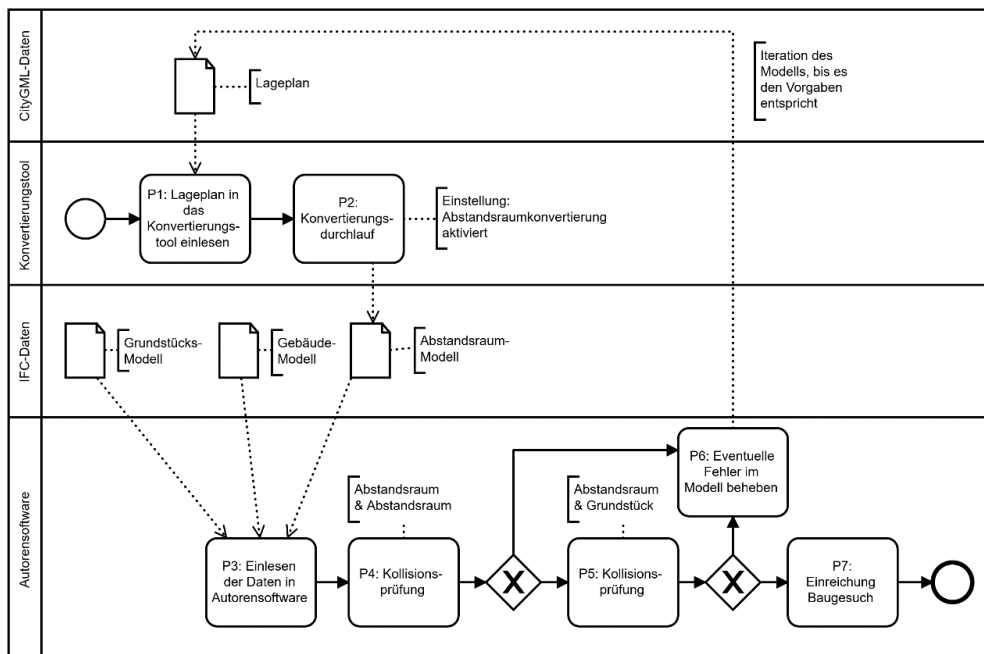 CityGML-Daten
Lageplan
Iteration des
Modells, bis es
den Vorgaben
entspricht
Konvertierungstool
P1: Lageplan in
das
Konvertierungs-
tool einlesen
P2:
Konvertierungs-
durchlauf
Einstellung:
Abstandsraumkonvertierung
aktiviert
IFC-Daten
Grundstücks-
Modell
Gebäude-
Modell
Abstandsraum-
Modell
Autorensoftware
P3: Einlesen
der Daten in
Autorensoftware
Abstandsraum
& Abstandsraum
P4: Kollisions-
prüfung
X
Abstandsraum
& Grundstück
P5: Kollisions-
prüfung
X
P6: Eventuelle
Fehler im
Modell beheben
P7:
Einreichung
Baugesuch